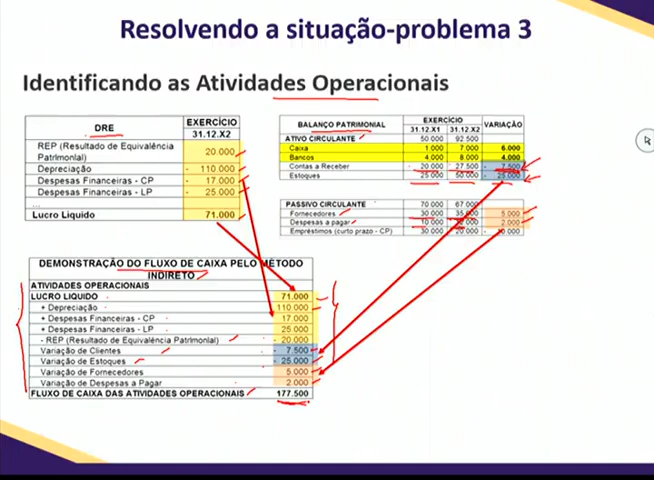 Resolvendo a situação-problema 3
Identificando as Atividades Operacionais
DRE EXERCÍCIO
31.12.X2
REP (Resultado de Equivalência Patrimonial) 20.000
Depreciação - 110.000
Despesas Financeiras - CP - 17.000
Despesas Financeiras - LP - 25.000
...
Lucro Líquido 71.000
BALANÇO PATRIMONIAL EXERCÍCIO VARIAÇÃO
31.12.X1 31.12.X2
ATIVO CIRCULANTE 50.000 92.500
Caixa 1.000 7.000 6.000
Bancos 4.000 8.000 4.000
Contas a Receber 20.000 27.500 7.500
Estoques 25.000 50.000 25.000
PASSIVO CIRCULANTE 70.000 67.000
Fornecedores 30.000 35.000 5.000
Despesas a pagar 10.000 2.000
Empréstimos (curto prazo - CP) 30.000 20.000
DEMONSTRAÇÃO DO FLUXO DE CAIXA PELO MÉTODO
INDIRETO
ATIVIDADES OPERACIONAIS
LUCRO LIQUIDO 71.000
+ Depreciação 110.000
+ Despesas Financeiras - CP 17.000
+ Despesas Financeiras - LP 25.000
- REP (Resultado de Equivalência Patrimonial) - 20.000
Variação de Clientes - 7.500
Variação de Estoques - 25.000
Variação de Fornecedores 5.000
Variação de Despesas a Pagar 2.000
FLUXO DE CAIXA DAS ATIVIDADES OPERACIONAIS 177.500